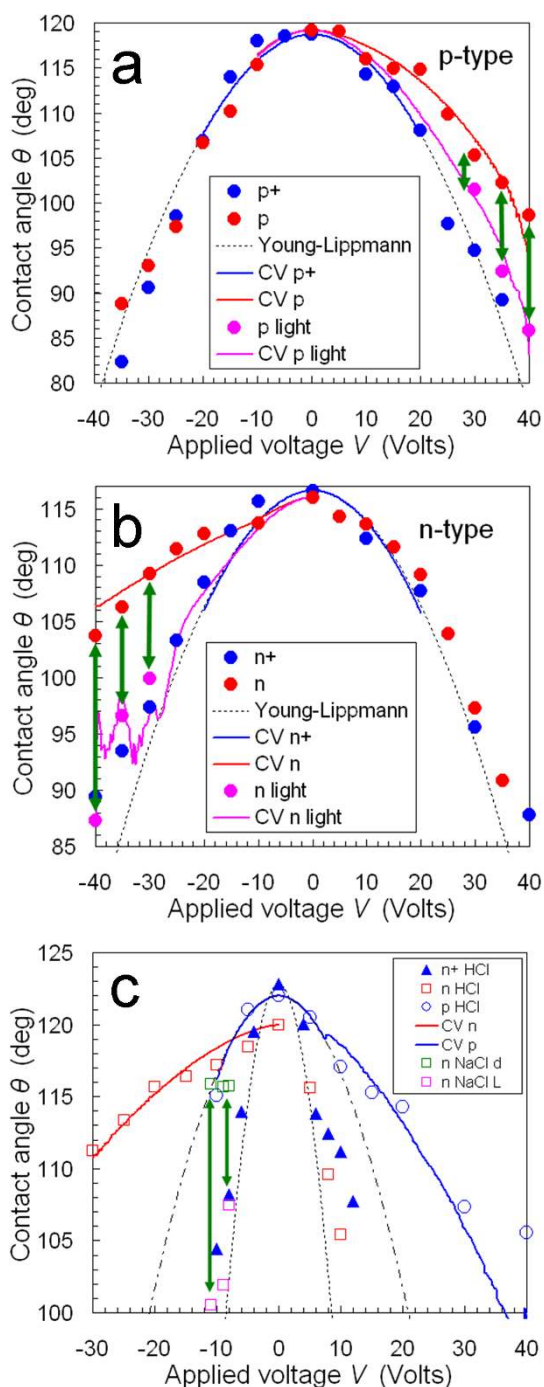 a
p-type
120
115
110
105
100
95
90
85
80
Contact angle θ (deg)
p+
p
Young-Lippmann
CV p+
CV p
p light
CV p light
-40 -30 -20 -10 0 10 20 30 40
Applied voltage V (Volts)
b
n-type
115
110
105
100
95
90
85
Contact angle θ (deg)
n+
n
Young-Lippmann
CV n+
CV n
n light
CV n light
-40 -30 -20 -10 0 10 20 30 40
Applied voltage V (Volts)
c
125
120
115
110
105
100
Contact angle θ (deg)
n+ HCl
n HCl
p HCl
CV n
CV p
n NaCl d
n NaCl L
-30 -20 -10 0 10 20 30 40
Applied voltage V (Volts)